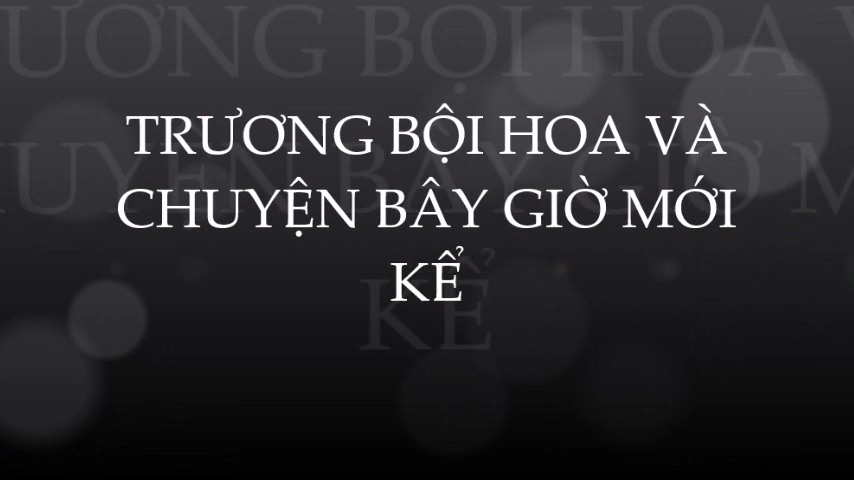 TRƯƠNG BỘI HOA VÀ
CHUYỆN BÂY GIỜ MỚI
KỂ